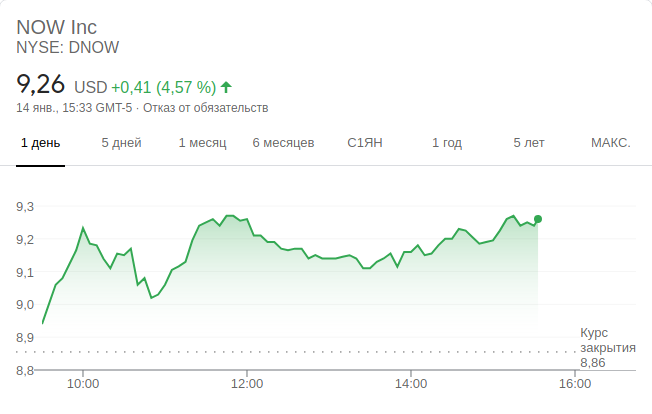 NOW Inc
NYSE: DNOW
9,26 USD +0,41 (4,57 %)
14 янв., 15:33 GMT-5 · Отказ от обязательств
1 день 5 дней 1 месяц 6 месяцев С1ЯН 1 год 5 лет МАКС.
9,3
9,2
9,1
9,0
8,9
Курс
закрытия
8,86
8,8
10:00 12:00 14:00 16:00